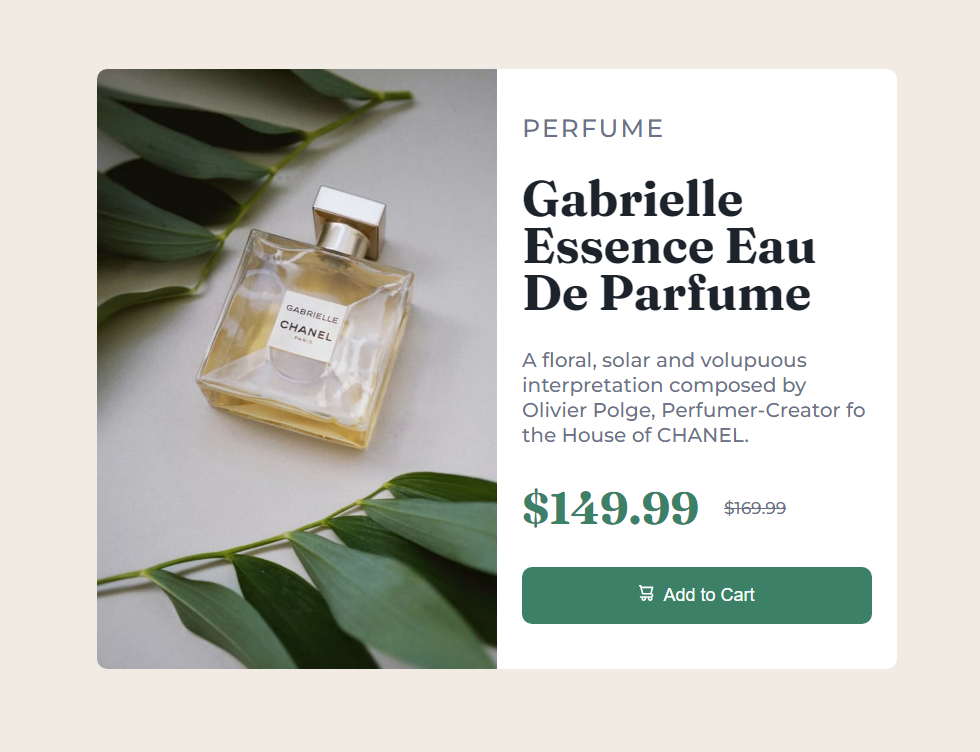 GABRIELLE
CHANEL
PARIS
PERFUME
Gabrielle
Essence Eau
De Parfume
A floral, solar and volupuous
interpretation composed by
Olivier Polge, Perfumer-Creator fo
the House of CHANEL.
$149.99
$169.99
Add to Cart